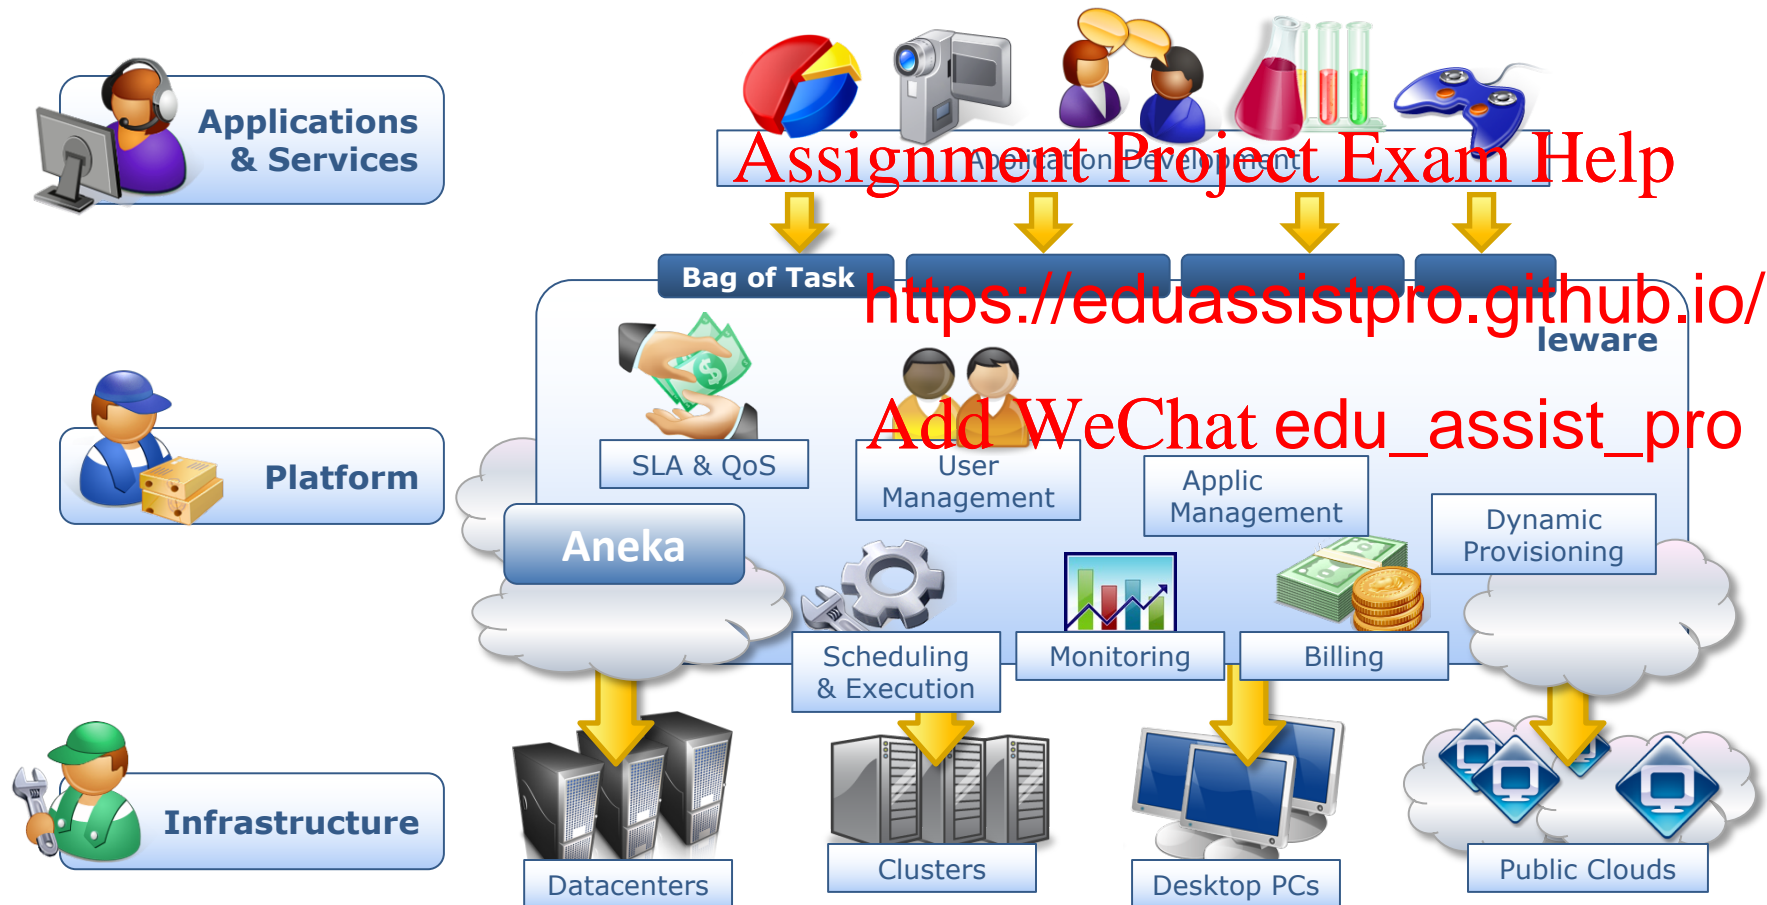 Applications
& Services
Application Development
Assignment Project Exam Help
Bag of Task
https://eduassistpro.github.io/
leware
Add WeChat edu_assist_pro
Platform
SLA & QoS
User
Management
Applic
Management
Dynamic
Provisioning
Aneka
Scheduling
& Execution
Monitoring
Billing
Infrastructure
Datacenters
Clusters
Desktop PCs
Public Clouds